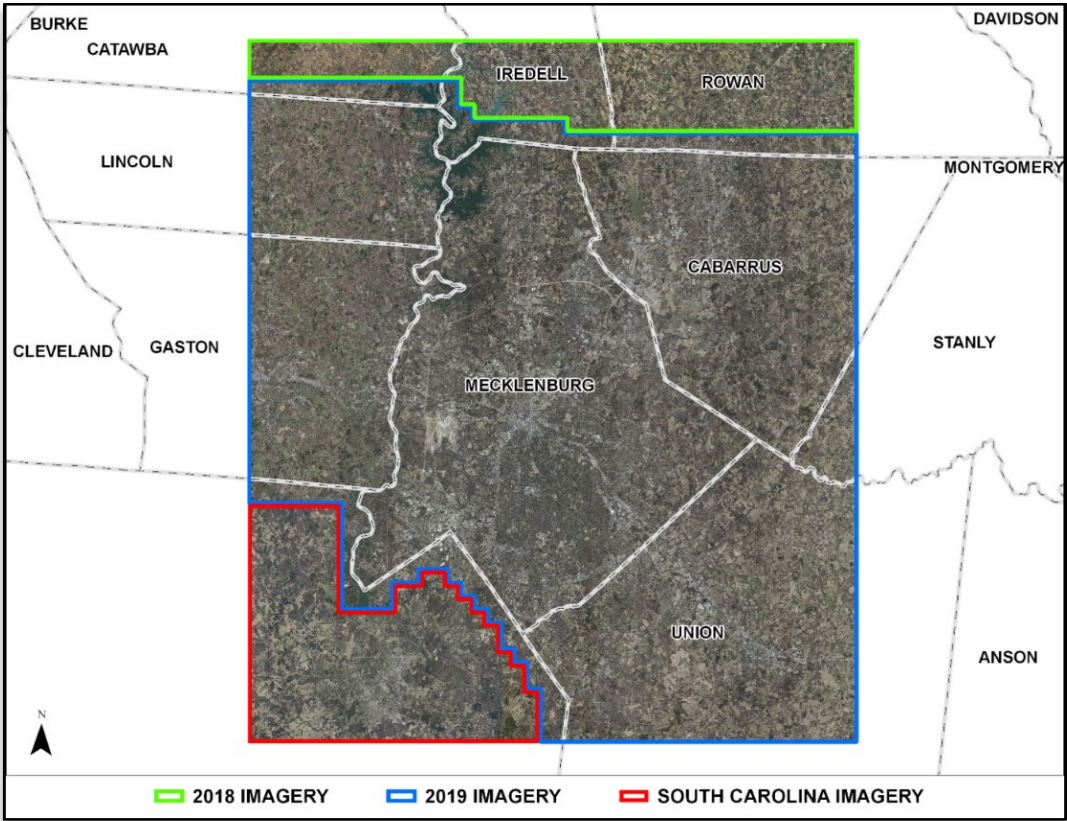 BURKE
DAVIDSON
CATAWBA
IREDELL
ROWAN
LINCOLN
MONTGOMERY
CABARRUS
CLEVELAND
GASTON
STANLY
MECKLENBURG
UNION
ANSON
N
2018 IMAGERY
2019 IMAGERY
SOUTH CAROLINA IMAGERY